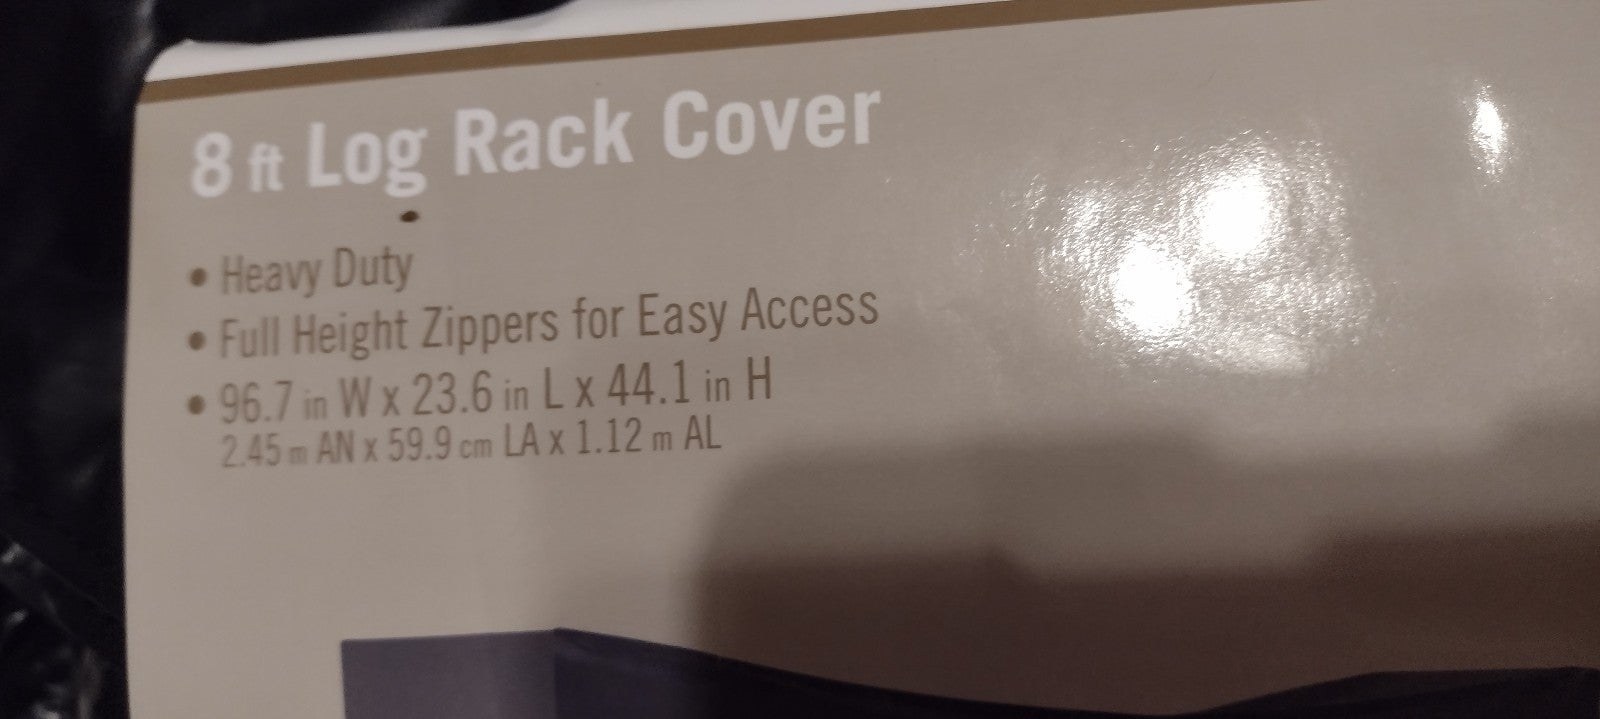 8 ft Log Rack Cover
• Heavy Duty
• Full Height Zippers for Easy Access
• 96.7 in W x 23.6 in L x 44.1 in H
2.45 m AN x 59.9 cm LA x 1.12 m AL